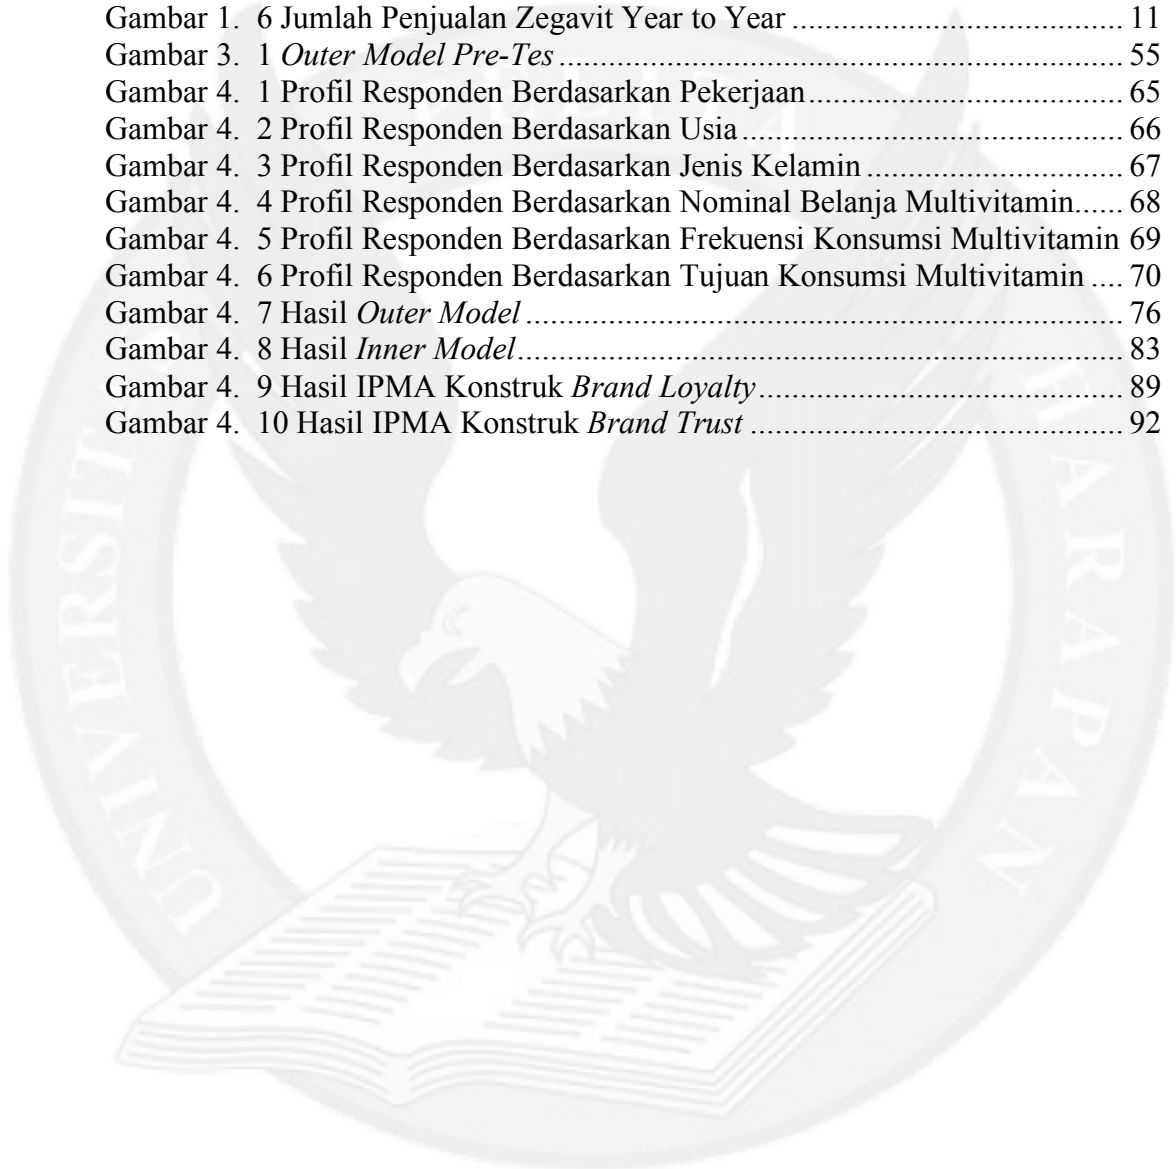 Gambar 1. 6 Jumlah Penjualan Zegavit Year to Year ........................................ 11
Gambar 3. 1 Outer Model Pre-Tes .................................................................... 55
Gambar 4. 1 Profil Responden Berdasarkan Pekerjaan ...................................... 65
Gambar 4. 2 Profil Responden Berdasarkan Usia .............................................. 66
Gambar 4. 3 Profil Responden Berdasarkan Jenis Kelamin ............................... 67
Gambar 4. 4 Profil Responden Berdasarkan Nominal Belanja Multivitamin...... 68
Gambar 4. 5 Profil Responden Berdasarkan Frekuensi Konsumsi Multivitamin 69
Gambar 4. 6 Profil Responden Berdasarkan Tujuan Konsumsi Multivitamin .... 70
Gambar 4. 7 Hasil Outer Model ........................................................................ 76
Gambar 4. 8 Hasil Inner Model ......................................................................... 83
Gambar 4. 9 Hasil IPMA Konstruk Brand Loyalty ............................................ 89
Gambar 4. 10 Hasil IPMA Konstruk Brand Trust ............................................. 92
HARAPAN